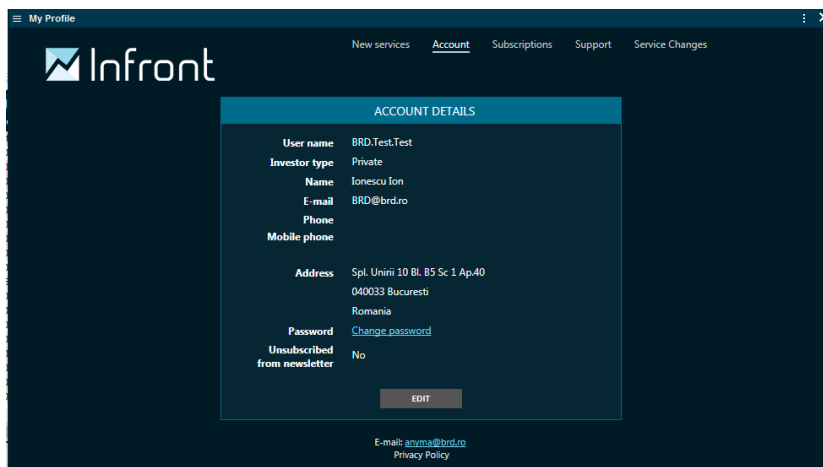 My Profile
Infront
New services Account Subscriptions Support Service Changes
ACCOUNT DETAILS
User name BRD.Test.Test
Investor type Private
Name Ionescu Ion
E-mail BRD@brd.ro
Phone
Mobile phone
Address Spl. Unirii 10 Bl. B5 Sc 1 Ap.40
040033 Bucuresti
Romania
Password Change password
Unsubscribed
from newsletter No
EDIT
E-mail: anyma@brd.ro
Privacy Policy